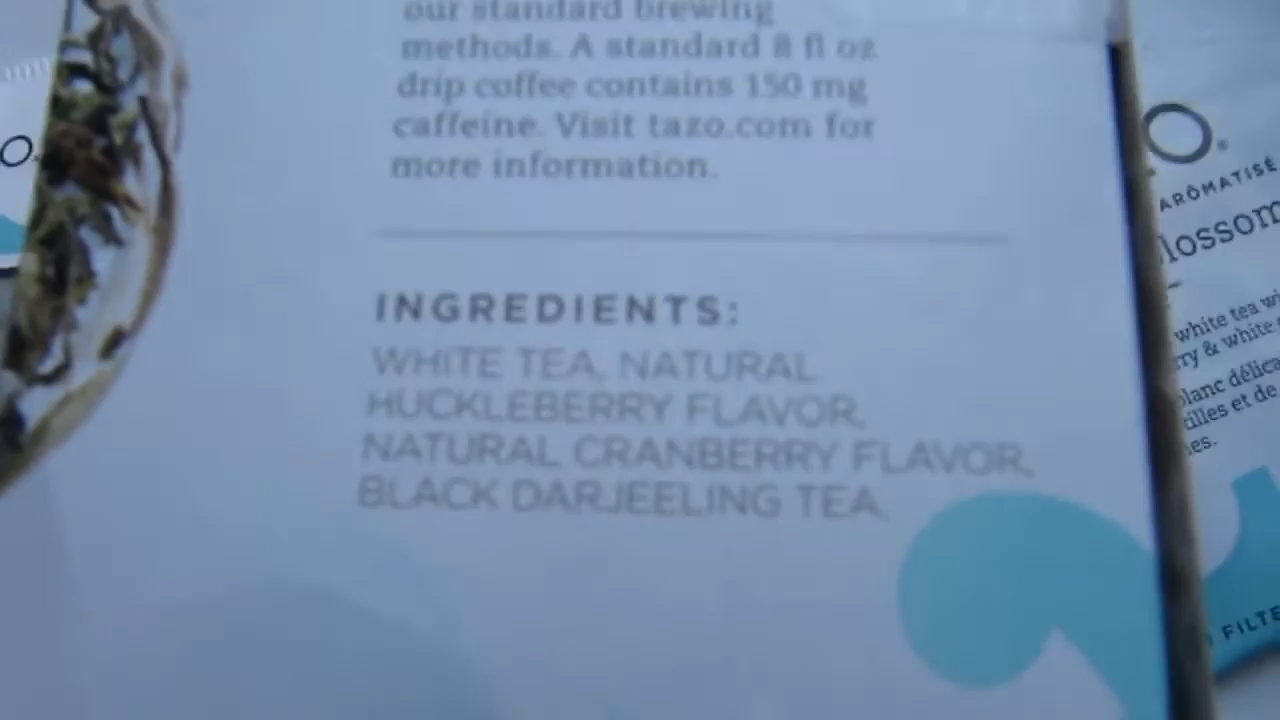 our standard brewing
methods. A standard 8 fl oz
drip coffee contains 150 mg
caffeine. Visit tazo.com for
more information.
INGREDIENTS:
WHITE TEA, NATURAL
HUCKLEBERRY FLAVOR,
NATURAL CRANBERRY FLAVOR,
BLACK DARJEELING TEA.
O.
O.
AROMATISÉ
lossom
white tea wi
ry & white
blanc délica
illes et de
es.
FILTE